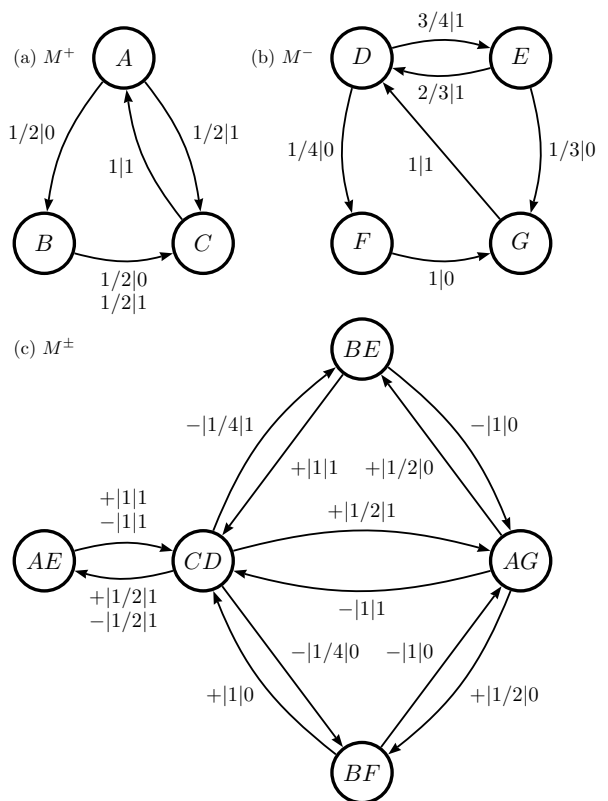 (a) M⁺
A
1/2|0
1/2|1
1|1
B
C
1/2|0
1/2|1
(b) M⁻
3/4|1
D
E
2/3|1
1/4|0
1|1
1/3|0
F
G
1|0
(c) M±
BE
−|1/4|1
−|1|0
+|1|1
+|1/2|0
+|1|1
−|1|1
+|1/2|1
AE
CD
AG
+|1/2|1
−|1/2|1
−|1|1
−|1/4|0
−|1|0
+|1|0
+|1/2|0
BF